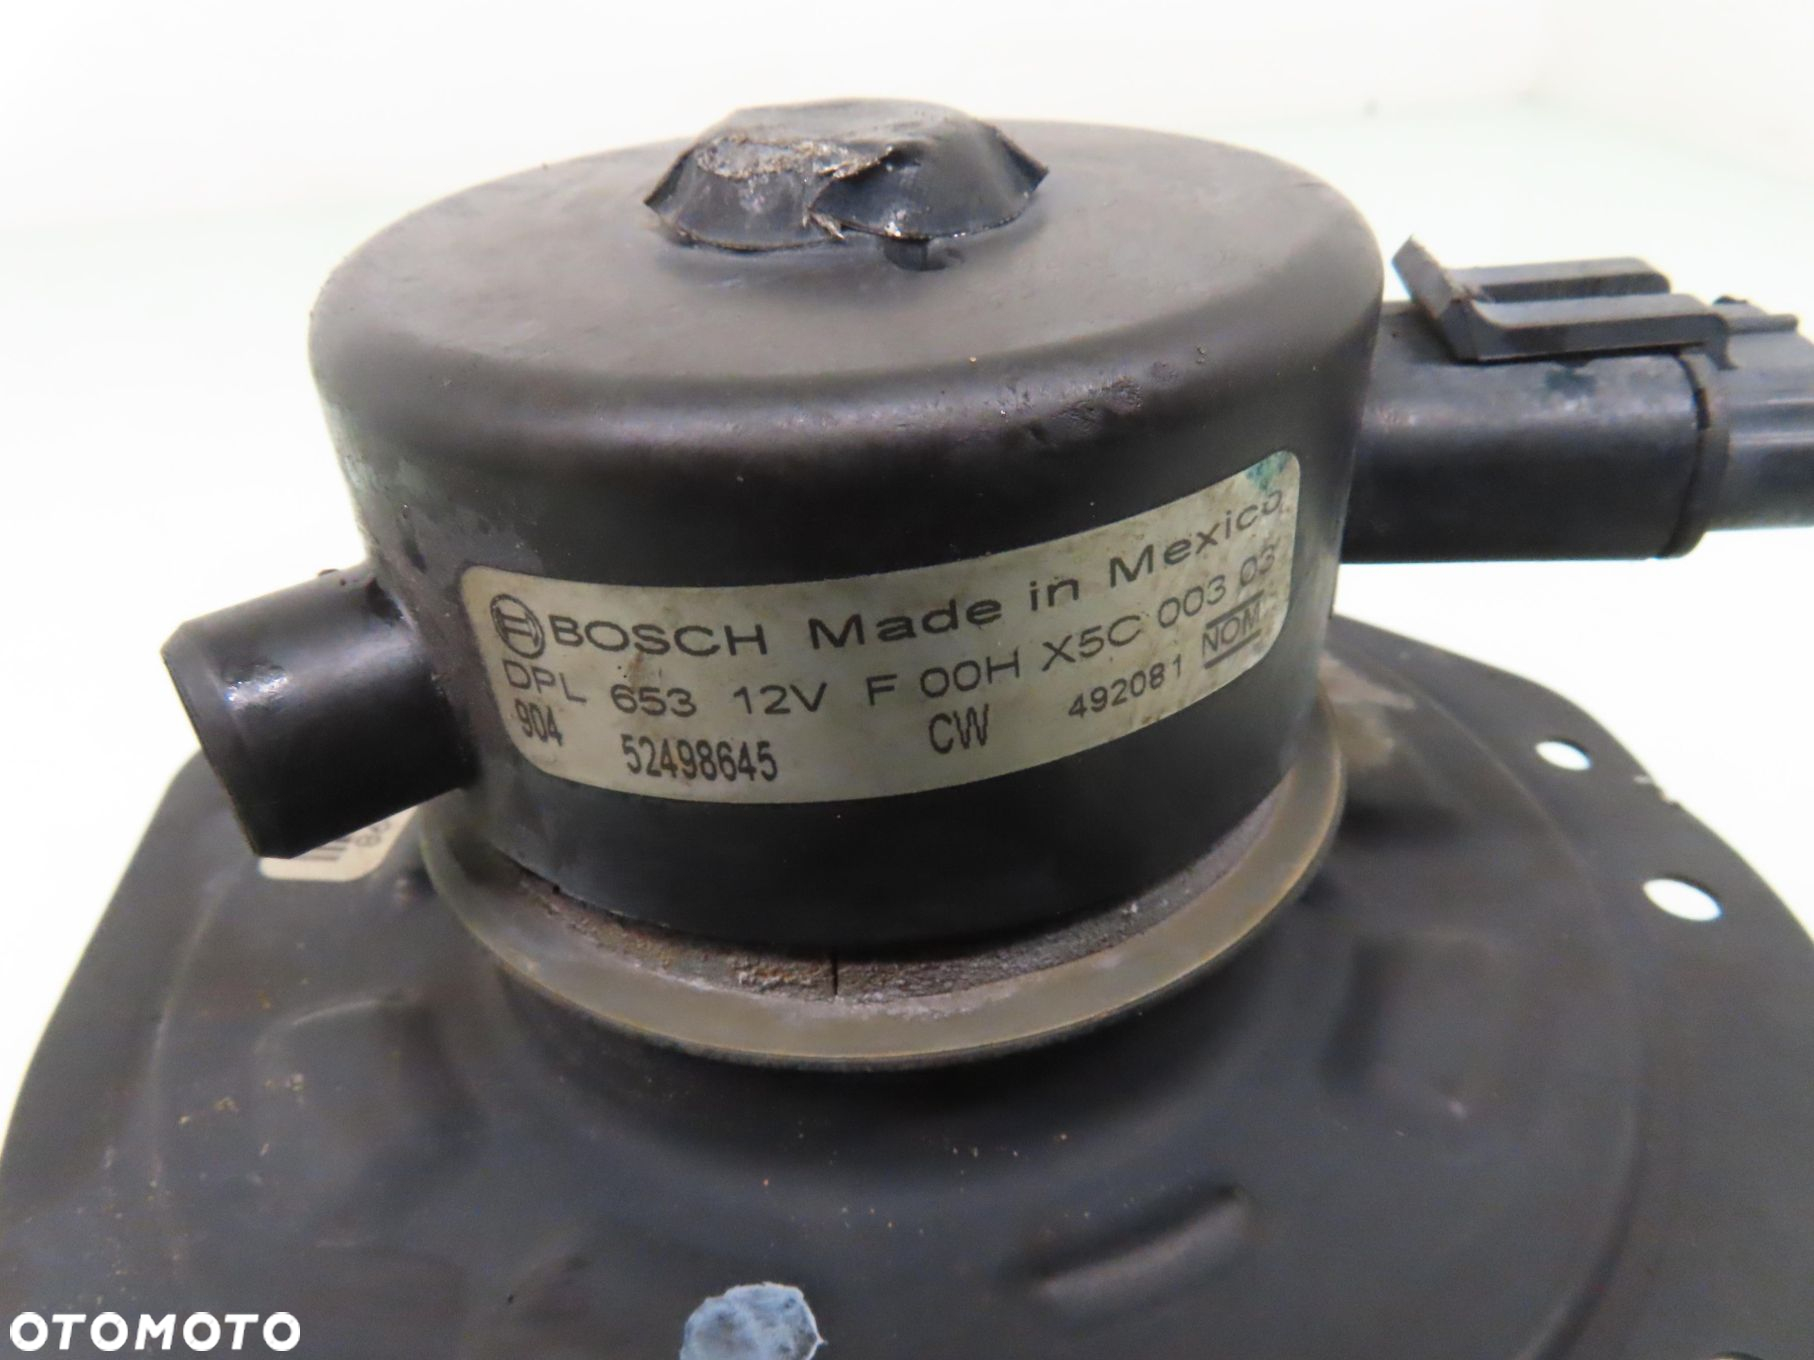 BOSCH Made in Mexico
DPL 653 12V F 00H X5C 003 03
904 52498645 CW 492081 NOM
OTOMOTO